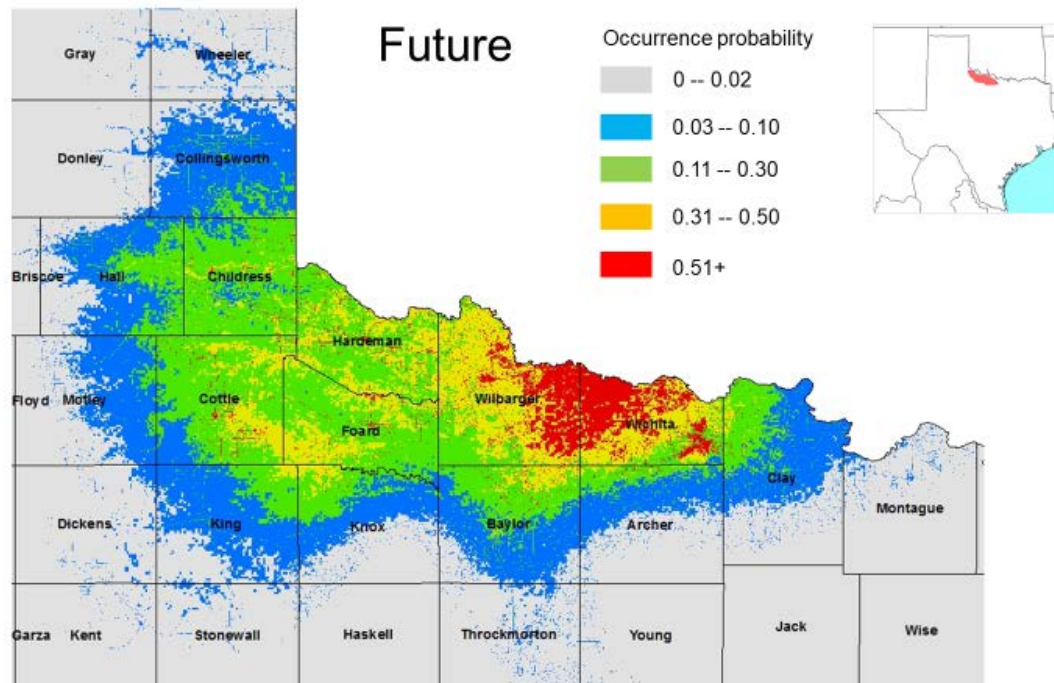 Future
Occurrence probability
0 -- 0.02
0.03 -- 0.10
0.11 -- 0.30
0.31 -- 0.50
0.51+
Gray
Wheeler
Donley
Collingsworth
Briscoe
Hall
Childress
Hardeman
Floyd
Motley
Cottle
Foard
Wilbarger
Wichita
Dickens
King
Knox
Baylor
Archer
Clay
Montague
Garza
Kent
Stonewall
Haskell
Throckmorton
Young
Jack
Wise